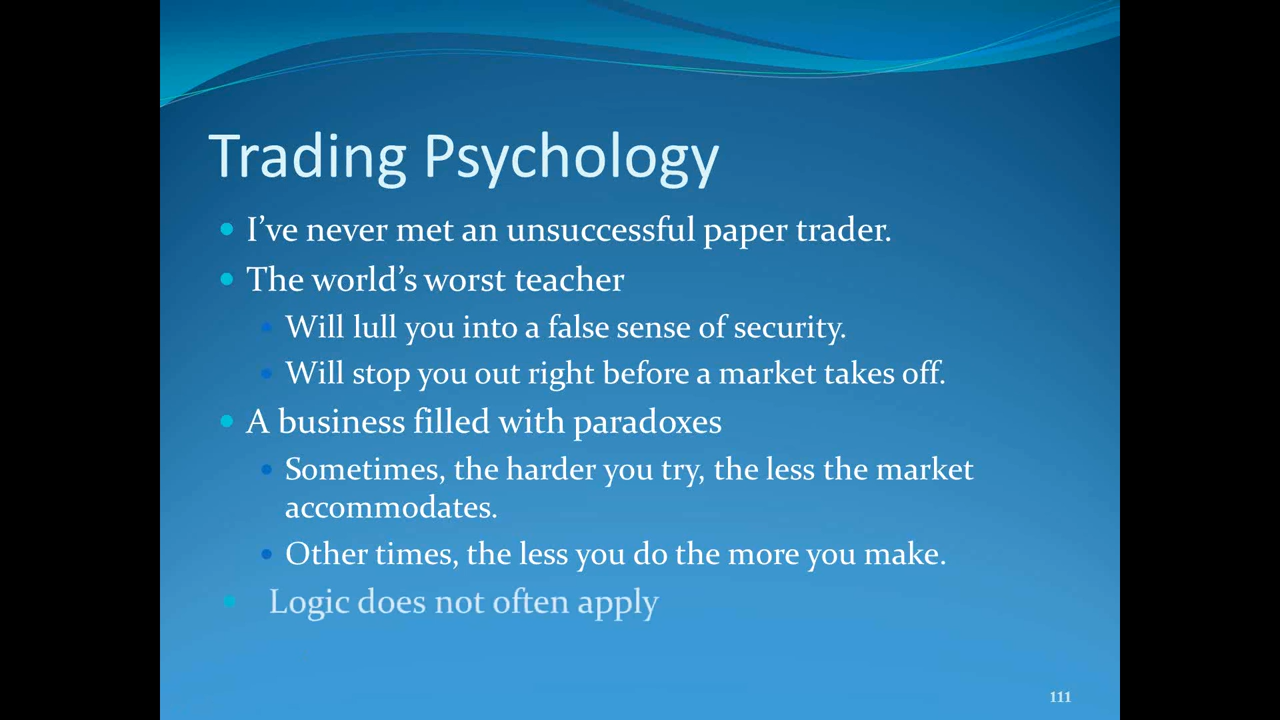 Trading Psychology
I’ve never met an unsuccessful paper trader.
The world’s worst teacher
Will lull you into a false sense of security.
Will stop you out right before a market takes off.
A business filled with paradoxes
Sometimes, the harder you try, the less the market
accommodates.
Other times, the less you do the more you make.
Logic does not often apply
111